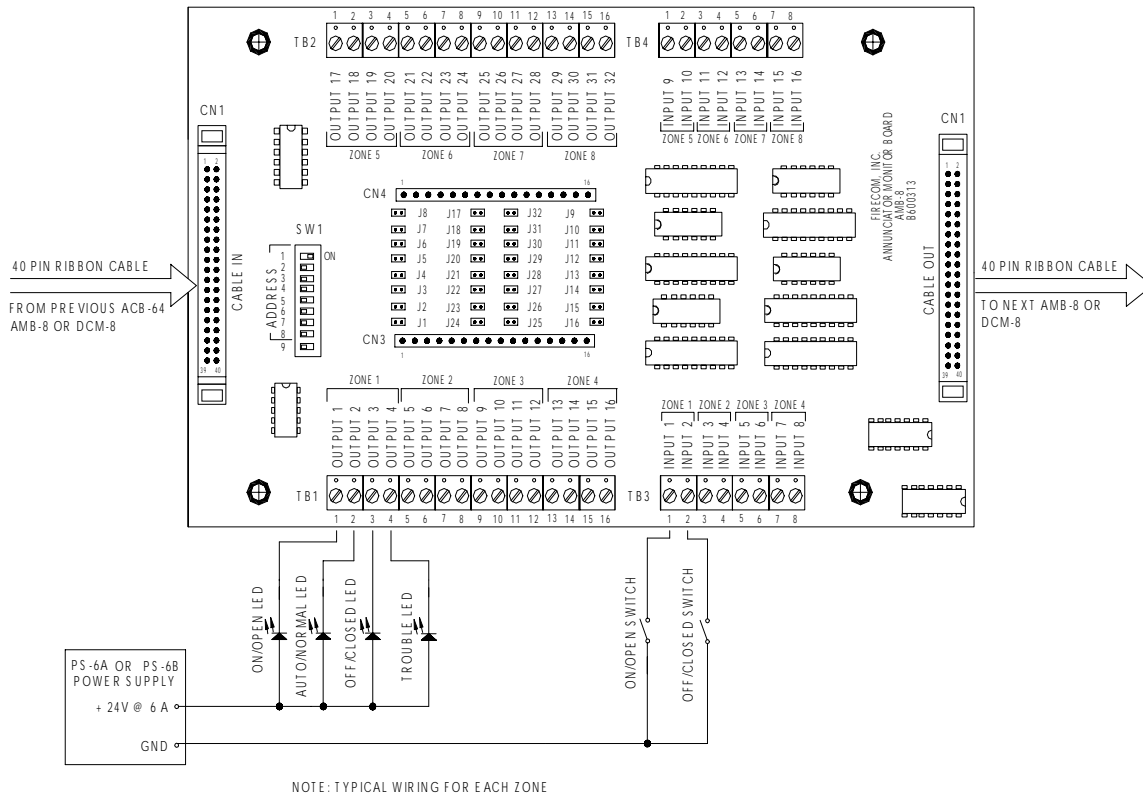 1 2 3 4 5 6 7 8 9 10 11 12 13 14 15 16
TB2
1 2 3 4 5 6 7 8
TB4
OUTPUT 17
OUTPUT 18
OUTPUT 19
OUTPUT 20
OUTPUT 21
OUTPUT 22
OUTPUT 23
OUTPUT 24
OUTPUT 25
OUTPUT 26
OUTPUT 27
OUTPUT 28
OUTPUT 29
OUTPUT 30
OUTPUT 31
OUTPUT 32
ZONE 5 ZONE 6 ZONE 7 ZONE 8
INPUT 9
INPUT 10
INPUT 11
INPUT 12
INPUT 13
INPUT 14
INPUT 15
INPUT 16
ZONE 5 ZONE 6 ZONE 7 ZONE 8
CN1
1 2
39 40
CABLE IN
40 PIN RIBBON CABLE
FROM PREVIOUS ACB-64
AMB-8 OR DCM-8
SW1
ON
ADDRESS
1
2
3
4
5
6
7
8
9
CN4
1 16
J8 J17 J32 J9
J7 J18 J31 J10
J6 J19 J30 J11
J5 J20 J29 J12
J4 J21 J28 J13
J3 J22 J27 J14
J2 J23 J26 J15
J1 J24 J25 J16
CN3
1 16
FIRECOM, INC.
ANNUNCIATOR MONITOR BOARD
AMB-8
B600313
CN1
1 2
39 40
CABLE OUT
40 PIN RIBBON CABLE
TO NEXT AMB-8 OR
DCM-8
ZONE 1 ZONE 2 ZONE 3 ZONE 4
OUTPUT 1
OUTPUT 2
OUTPUT 3
OUTPUT 4
OUTPUT 5
OUTPUT 6
OUTPUT 7
OUTPUT 8
OUTPUT 9
OUTPUT 10
OUTPUT 11
OUTPUT 12
OUTPUT 13
OUTPUT 14
OUTPUT 15
OUTPUT 16
ZONE 1 ZONE 2 ZONE 3 ZONE 4
INPUT 1
INPUT 2
INPUT 3
INPUT 4
INPUT 5
INPUT 6
INPUT 7
INPUT 8
TB1
1 2 3 4 5 6 7 8 9 10 11 12 13 14 15 16
TB3
1 2 3 4 5 6 7 8
ON/OPEN LED
AUTO/NORMAL LED
OFF/CLOSED LED
TROUBLE LED
ON/OPEN SWITCH
OFF/CLOSED SWITCH
PS-6A OR PS-6B
POWER SUPPLY
+ 24V @ 6 A
GND
NOTE: TYPICAL WIRING FOR EACH ZONE